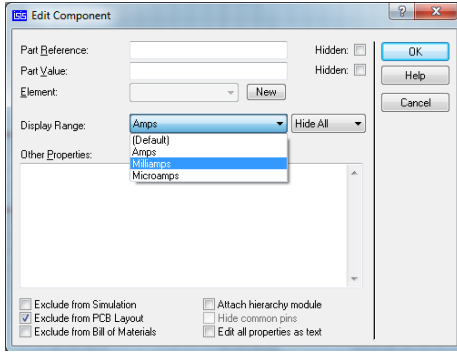 ISIS Edit Component
? X
Part Reference: Hidden:
Part Value: Hidden:
Element: New
Display Range: Amps Hide All
(Default)
Amps
Milliamps
Microamps
Other Properties:
OK
Help
Cancel
Exclude from Simulation Attach hierarchy module
Exclude from PCB Layout Hide common pins
Exclude from Bill of Materials Edit all properties as text